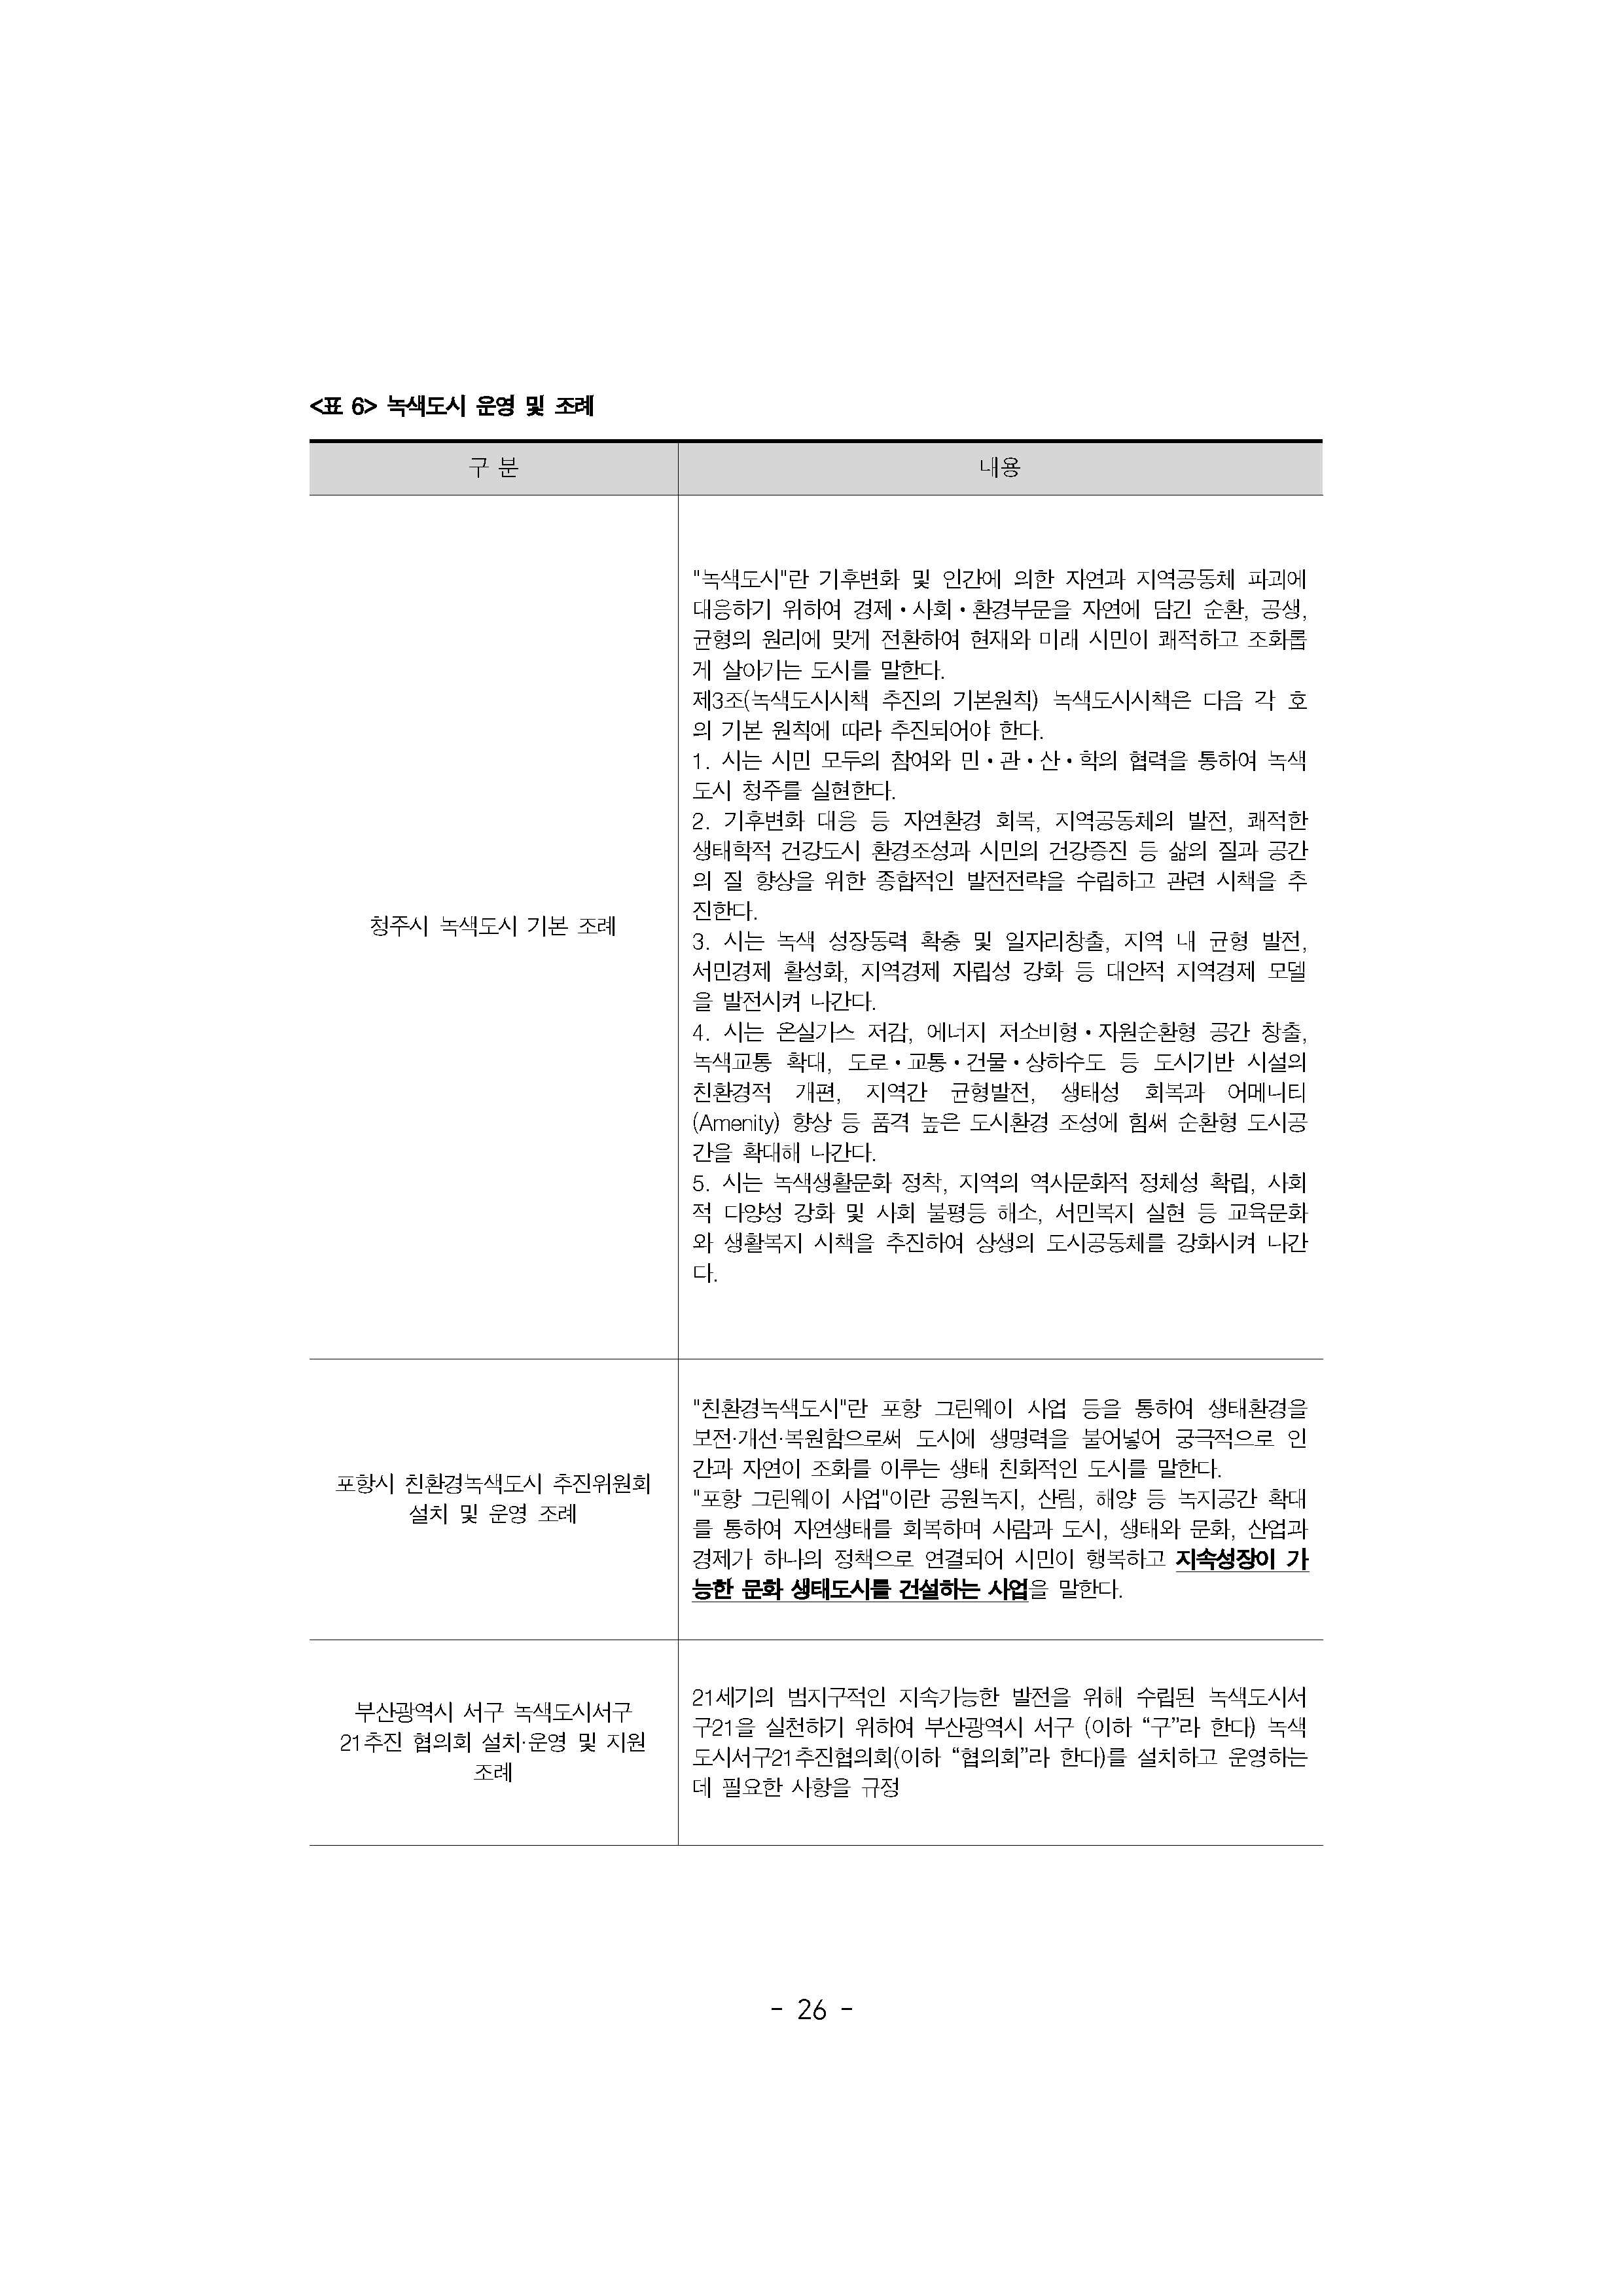 <표 6> 녹색도시 운영 및 조례
구 분
내용
청주시 녹색도시 기본 조례
"녹색도시"란 기후변화 및 인간에 의한 자연과 지역공동체 파괴에
대응하기 위하여 경제・사회・환경부문을 자연에 담긴 순환, 공생,
균형의 원리에 맞게 전환하여 현재와 미래 시민이 쾌적하고 조화롭
게 살아가는 도시를 말한다.
제3조(녹색도시시책 추진의 기본원칙) 녹색도시시책은 다음 각 호
의 기본 원칙에 따라 추진되어야 한다.
1. 시는 시민 모두의 참여와 민・관・산・학의 협력을 통하여 녹색
도시 청주를 실현한다.
2. 기후변화 대응 등 자연환경 회복, 지역공동체의 발전, 쾌적한
생태학적 건강도시 환경조성과 시민의 건강증진 등 삶의 질과 공간
의 질 향상을 위한 종합적인 발전전략을 수립하고 관련 시책을 추
진한다.
3. 시는 녹색 성장동력 확충 및 일자리창출, 지역 내 균형 발전,
서민경제 활성화, 지역경제 자립성 강화 등 대안적 지역경제 모델
을 발전시켜 나간다.
4. 시는 온실가스 저감, 에너지 저소비형・자원순환형 공간 창출,
녹색교통 확대, 도로・교통・건물・상하수도 등 도시기반 시설의
친환경적 개편, 지역간 균형발전, 생태성 회복과 어메니티
(Amenity) 향상 등 품격 높은 도시환경 조성에 힘써 순환형 도시공
간을 확대해 나간다.
5. 시는 녹색생활문화 정착, 지역의 역사문화적 정체성 확립, 사회
적 다양성 강화 및 사회 불평등 해소, 서민복지 실현 등 교육문화
와 생활복지 시책을 추진하여 상생의 도시공동체를 강화시켜 나간
다.
포항시 친환경녹색도시 추진위원회
설치 및 운영 조례
"친환경녹색도시"란 포항 그린웨이 사업 등을 통하여 생태환경을
보전·개선·복원함으로써 도시에 생명력을 불어넣어 궁극적으로 인
간과 자연이 조화를 이루는 생태 친화적인 도시를 말한다.
"포항 그린웨이 사업"이란 공원녹지, 산림, 해양 등 녹지공간 확대
를 통하여 자연생태를 회복하며 사람과 도시, 생태와 문화, 산업과
경제가 하나의 정책으로 연결되어 시민이 행복하고 지속성장이 가
능한 문화 생태도시를 건설하는 사업을 말한다.
부산광역시 서구 녹색도시서구
21추진 협의회 설치·운영 및 지원
조례
21세기의 범지구적인 지속가능한 발전을 위해 수립된 녹색도시서
구21을 실천하기 위하여 부산광역시 서구 (이하 “구”라 한다) 녹색
도시서구21추진협의회(이하 “협의회”라 한다)를 설치하고 운영하는
데 필요한 사항을 규정
- 26 -